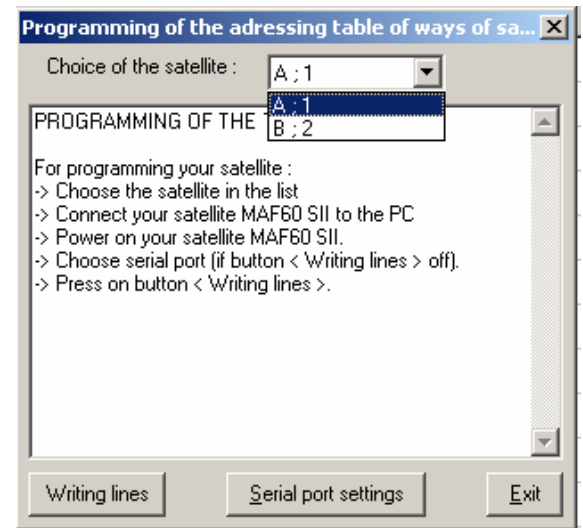 Programming of the adressing table of ways of sa...
Choice of the satellite :
A ; 1
A ; 1
B ; 2
PROGRAMMING OF THE
For programming your satellite :
-> Choose the satellite in the list
-> Connect your satellite MAF60 SII to the PC
-> Power on your satellite MAF60 SII.
-> Choose serial port (if button < Writing lines > off).
-> Press on button < Writing lines >.
Writing lines
Serial port settings
Exit